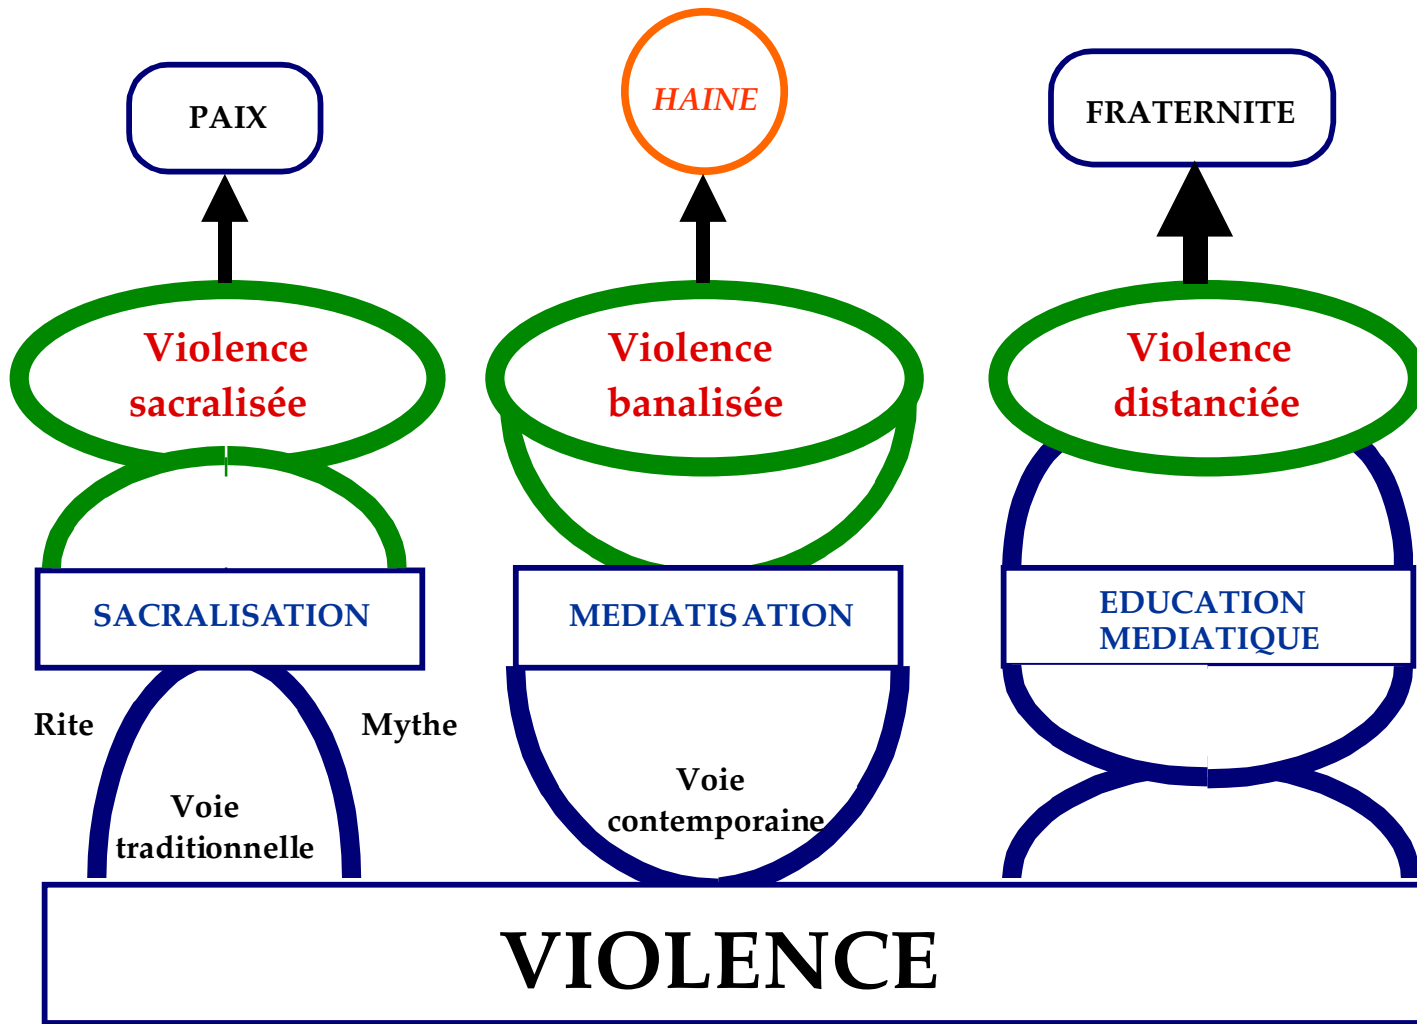 PAIX
HAINE
FRATERNITE
Violence
sacralisée
Violence
banalisée
Violence
distanciée
SACRALISATION
MEDIATISATION
EDUCATION
MEDIATIQUE
Rite
Mythe
Voie
traditionnelle
Voie
contemporaine
VIOLENCE